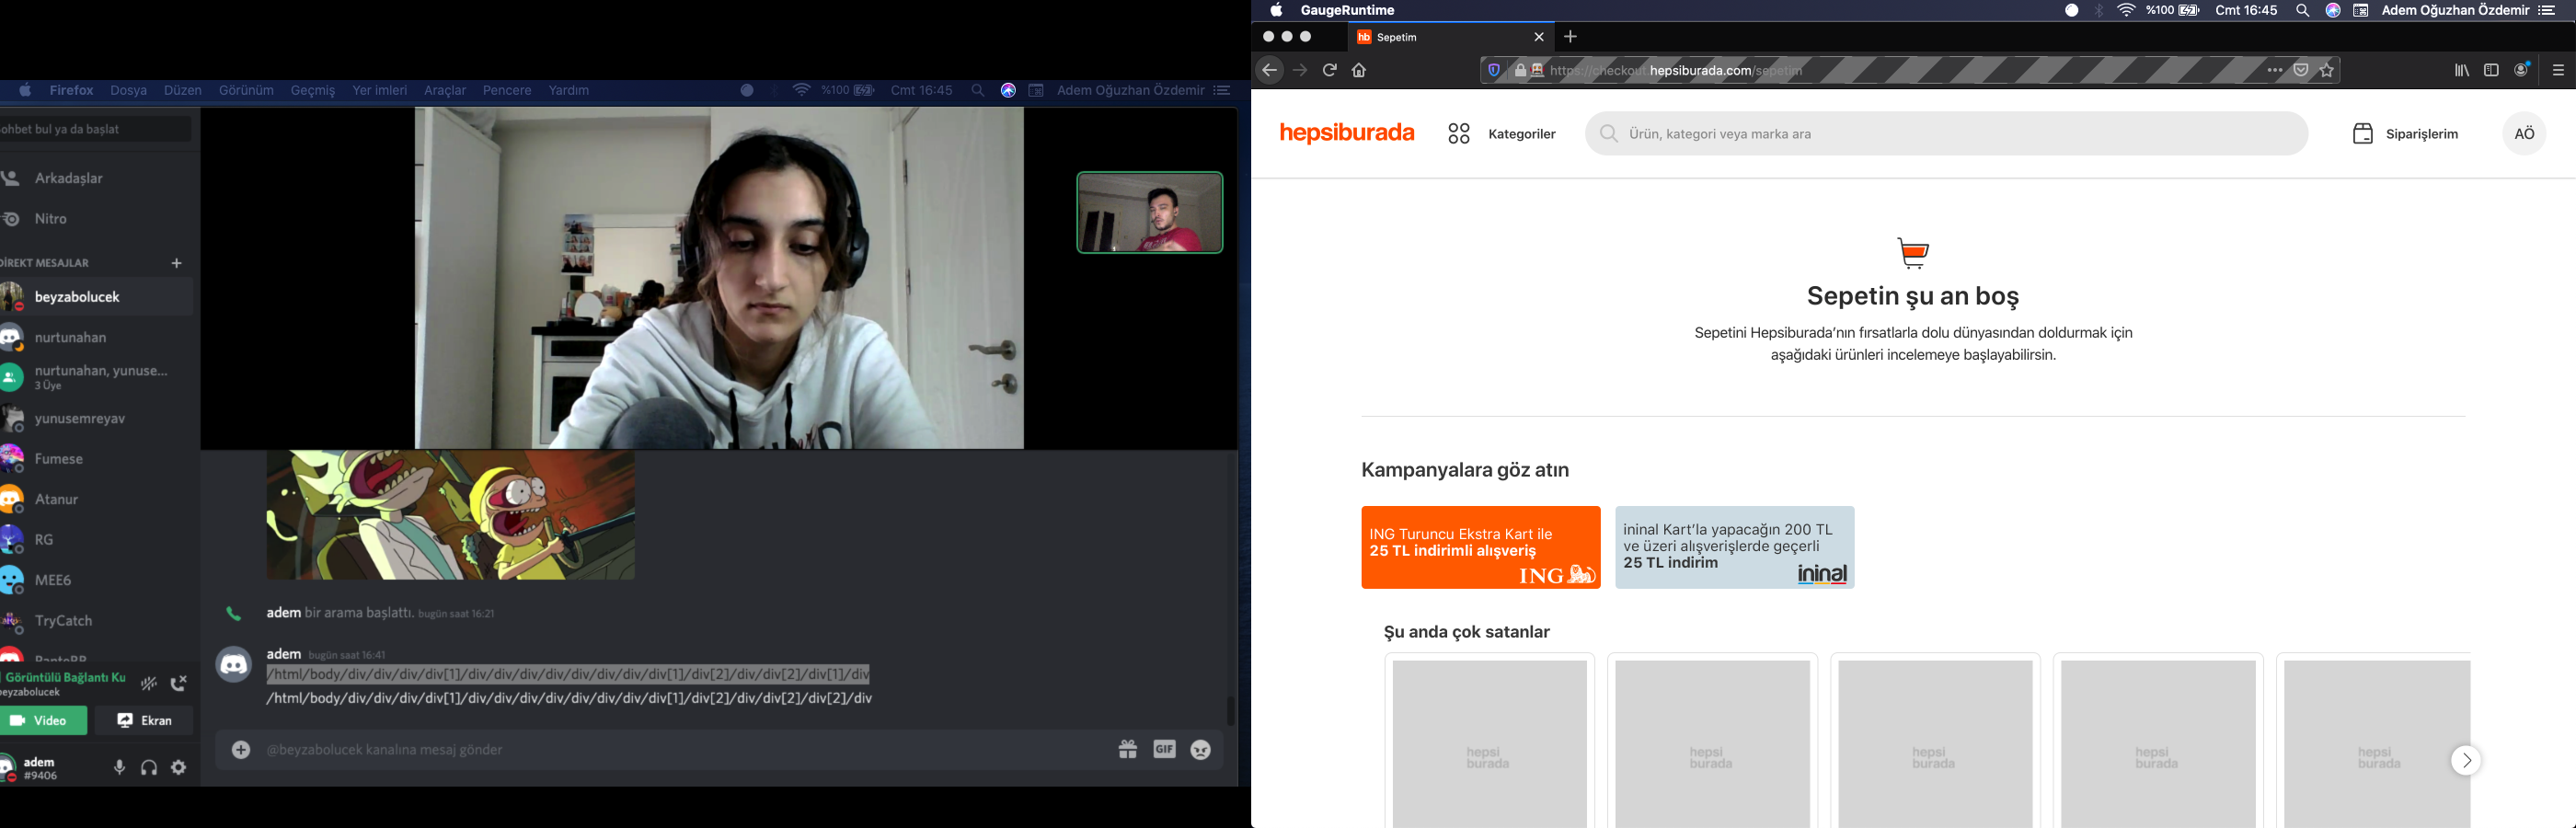 Firefox Dosya Düzen Görünüm Geçmiş Yer imleri Araçlar Pencere Yardım %100 Cmt 16:45 Adem Oğuzhan Özdemir
ohbet bul ya da başlat
Arkadaşlar
Nitro
DİREKT MESAJLAR +
beyzabolucek
nurtunahan
nurtunahan, yunuse...
3 Üye
yunusemreyav
Fumese
Atanur
RG
MEE6
TryCatch
Görüntülü Bağlantı Ku
beyzabolucek
Video Ekran
adem
#9406
adem bir arama başlattı. bugün saat 16:21
adem bugün saat 16:41
/html/body/div/div/div/div[1]/div/div/div/div/div/div/div/div[1]/div[2]/div/div[2]/div[1]/div
/html/body/div/div/div/div[1]/div/div/div/div/div/div/div/div[1]/div[2]/div/div[2]/div[2]/div
@beyzabolucek kanalına mesaj gönder
GIF
GaugeRuntime %100 Cmt 16:45 Adem Oğuzhan Özdemir
hb Sepetim
https://checkout.hepsiburada.com/sepetim
hepsiburada Kategoriler Ürün, kategori veya marka ara Siparişlerim AÖ
Sepetin şu an boş
Sepetini Hepsiburada'nın fırsatlarla dolu dünyasından doldurmak için
aşağıdaki ürünleri incelemeye başlayabilirsin.
Kampanyalara göz atın
ING Turuncu Ekstra Kart ile
25 TL indirimli alışveriş
ING
ininal Kart'la yapacağın 200 TL
ve üzeri alışverişlerde geçerli
25 TL indirim
ininal
Şu anda çok satanlar
hepsi burada
hepsi burada
hepsi burada
hepsi burada
hepsi burada